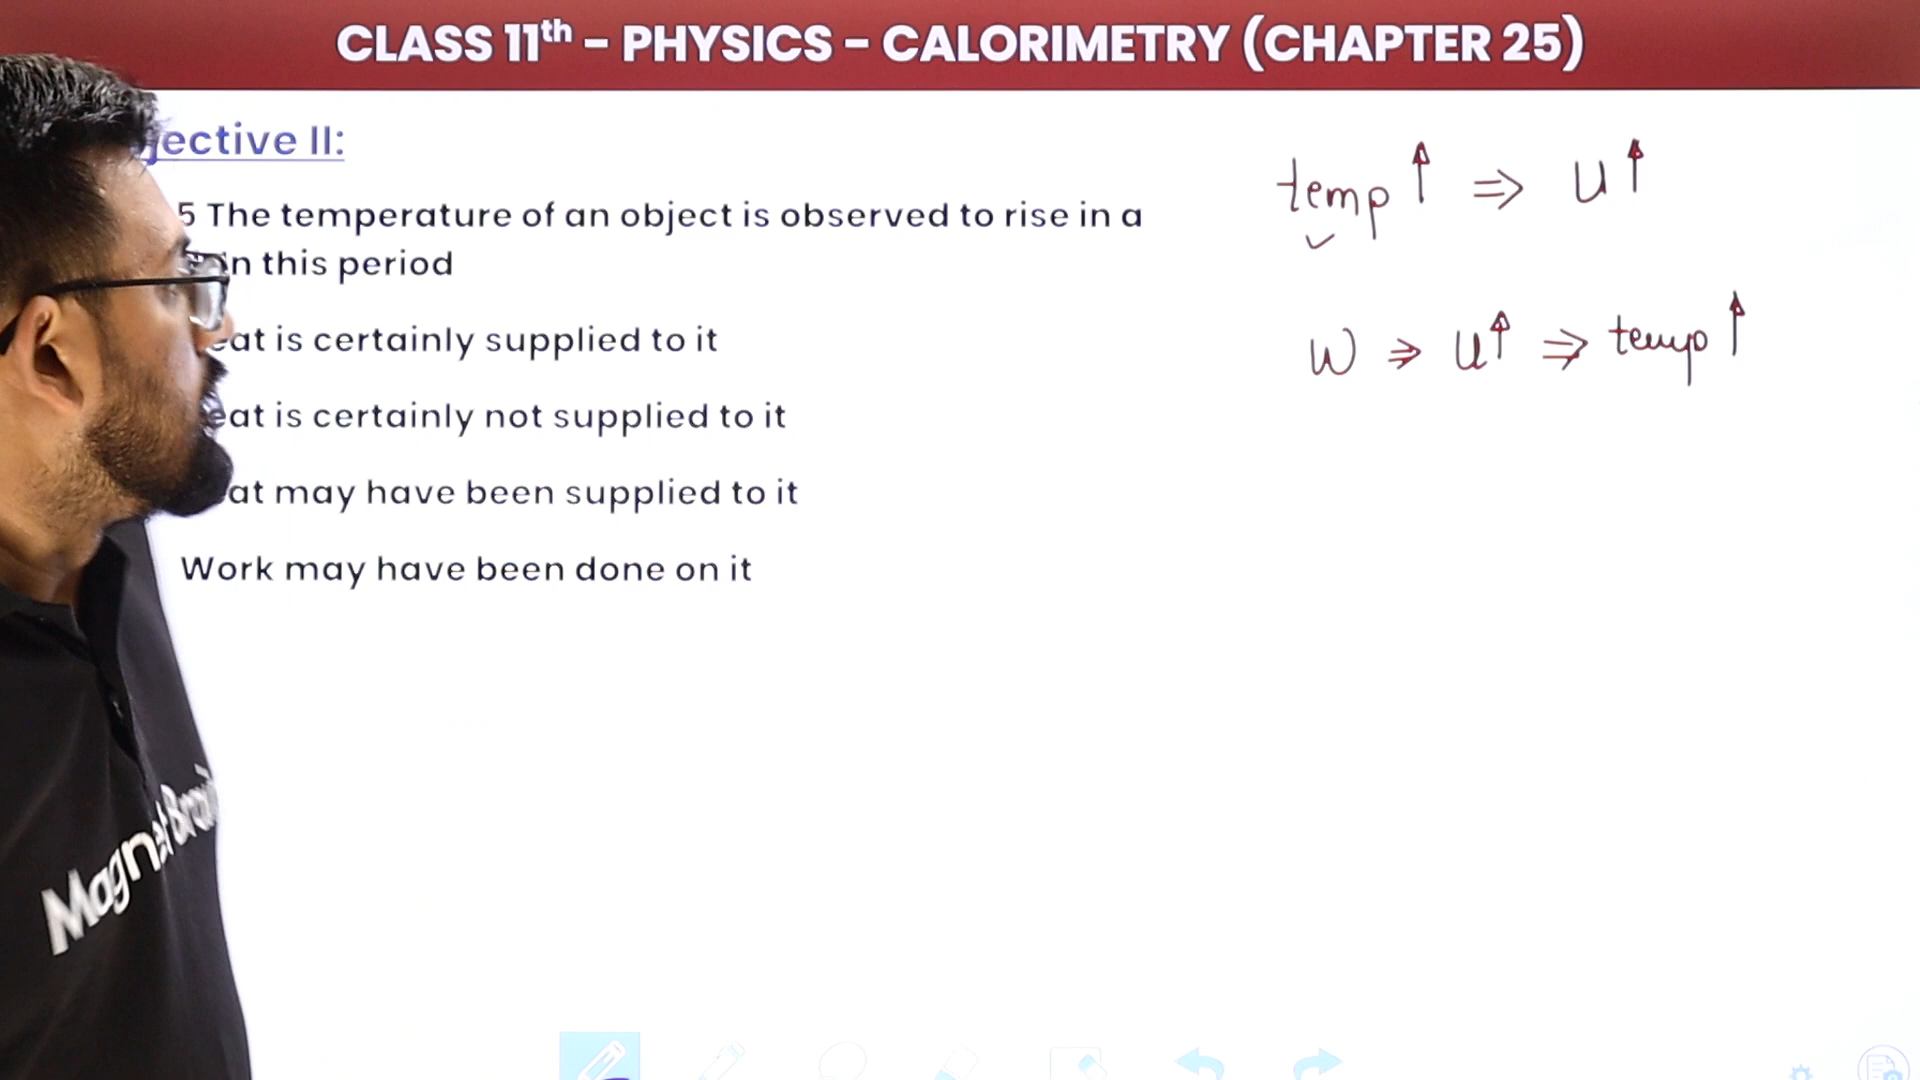 CLASS 11th – PHYSICS – CALORIMETRY (CHAPTER 25)
jective II:
5 The temperature of an object is observed to rise in a
in this period
eat is certainly supplied to it
eat is certainly not supplied to it
at may have been supplied to it
Work may have been done on it
temp ↑ ⇒ U ↑
W ⇒ U ↑ ⇒ temp ↑
Magnet Brai